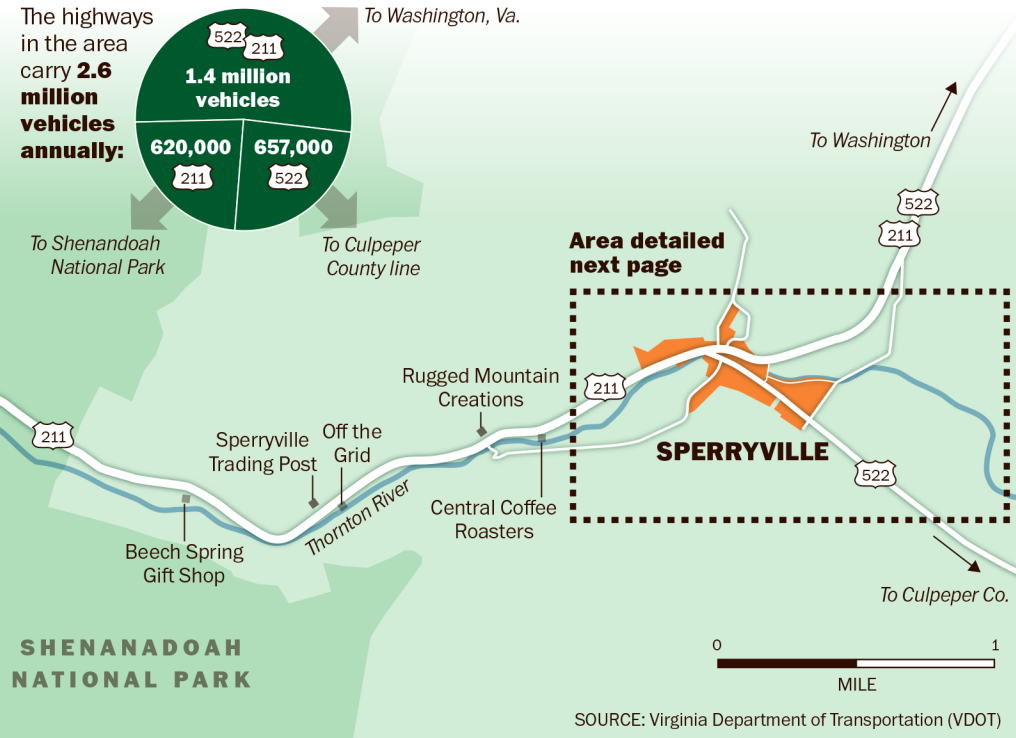 The highways
in the area
carry 2.6
million
vehicles
annually:
522
211
1.4 million
vehicles
620,000
211
657,000
522
To Washington, Va.
To Shenandoah
National Park
To Culpeper
County line
To Washington
522
211
Area detailed
next page
211
SPERRYVILLE
522
To Culpeper Co.
Rugged Mountain
Creations
Off the
Grid
Sperryville
Trading Post
211
Central Coffee
Roasters
Thornton River
Beech Spring
Gift Shop
SHENANADOAH
NATIONAL PARK
0
1
MILE
SOURCE: Virginia Department of Transportation (VDOT)